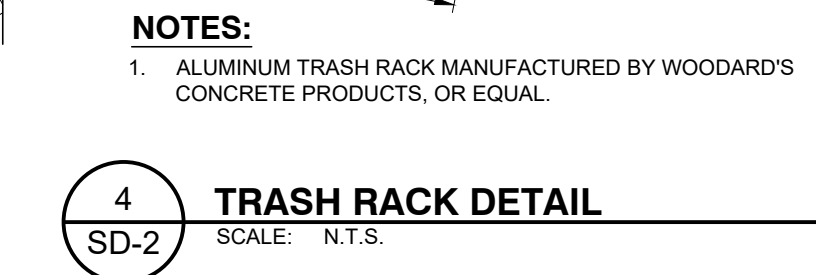 NOTES:
1. ALUMINUM TRASH RACK MANUFACTURED BY WOODARD'S
CONCRETE PRODUCTS, OR EQUAL.
4
TRASH RACK DETAIL
SD-2
SCALE: N.T.S.